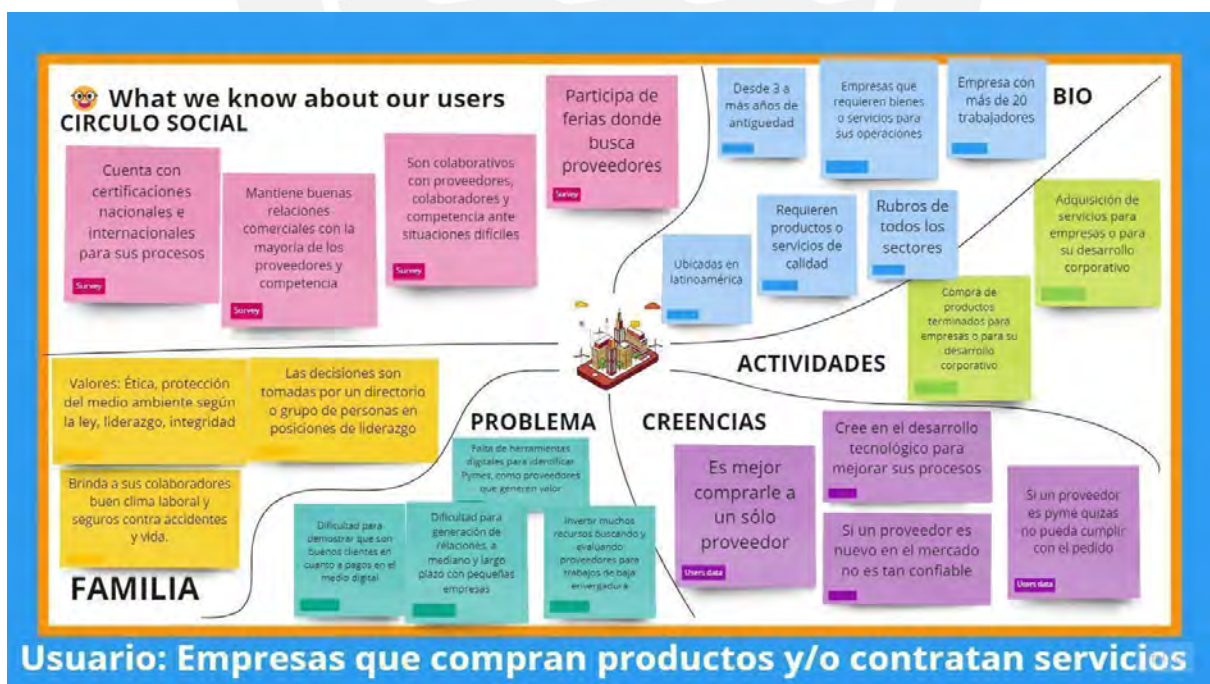 What we know about our users
CIRCULO SOCIAL
Cuenta con
certificaciones
nacionales e
internacionales
para sus procesos
Survey
Mantiene buenas
relaciones
comerciales con la
mayoría de los
proveedores y
competencia
Survey
Son colaborativos
con proveedores,
colaboradores y
competencia ante
situaciones difíciles
Survey
Participa de
ferias donde
busca
proveedores
Survey
BIO
Desde 3 a
más años de
antiguedad
Empresas que
requieren bienes
o servicios para
sus operaciones
Empresa con
más de 20
trabajadores
Ubicadas en
latinoamérica
Requieren
productos o
servicios de
calidad
Rubros de
todos los
sectores
ACTIVIDADES
Adquisición de
servicios para
empresas o para
su desarrollo
corporativo
Compra de
productos
terminados para
empresas o para su
desarrollo
corporativo
Valores: Ética, protección
del medio ambiente según
la ley, liderazgo, integridad
Las decisiones son
tomadas por un directorio
o grupo de personas en
posiciones de liderazgo
Brinda a sus colaboradores
buen clima laboral y
seguros contra accidentes
y vida.
FAMILIA
PROBLEMA
Falta de herramientas
digitales para identificar
Pymes, como proveedores
que generen valor
Dificultad para
demostrar que son
buenos clientes en
cuanto a pagos en el
medio digital
Dificultad para
generación de
relaciones, a
mediano y largo
plazo con pequeñas
empresas
Invertir muchos
recursos buscando y
evaluando
proveedores para
trabajos de baja
envergadura
CREENCIAS
Es mejor
comprarle a
un sólo
proveedor
Users data
Cree en el desarrollo
tecnológico para
mejorar sus procesos
Si un proveedor es
nuevo en el mercado
no es tan confiable
Si un proveedor
es pyme quizas
no pueda cumplir
con el pedido
Users data
Usuario: Empresas que compran productos y/o contratan servicios